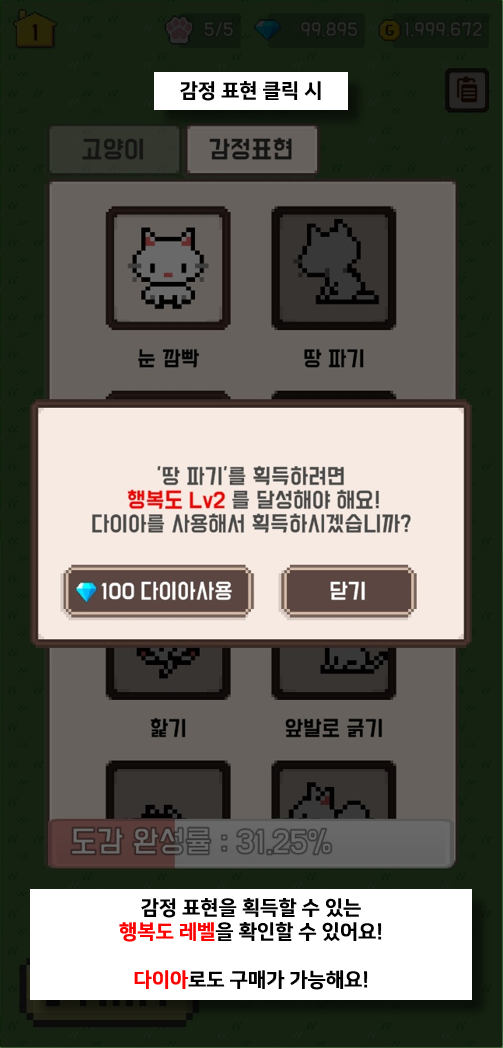 1
5/5
99,895
G 1,999,672
감정 표현 클릭 시
고양이
감정표현
눈 깜빡
땅 파기
'땅 파기'를 획득하려면
행복도 Lv2 를 달성해야 해요!
다이아를 사용해서 획득하시겠습니까?
100 다이아사용
닫기
핥기
앞발로 긁기
도감 완성률 : 31.25%
감정 표현을 획득할 수 있는
행복도 레벨을 확인할 수 있어요!
다이아로도 구매가 가능해요!